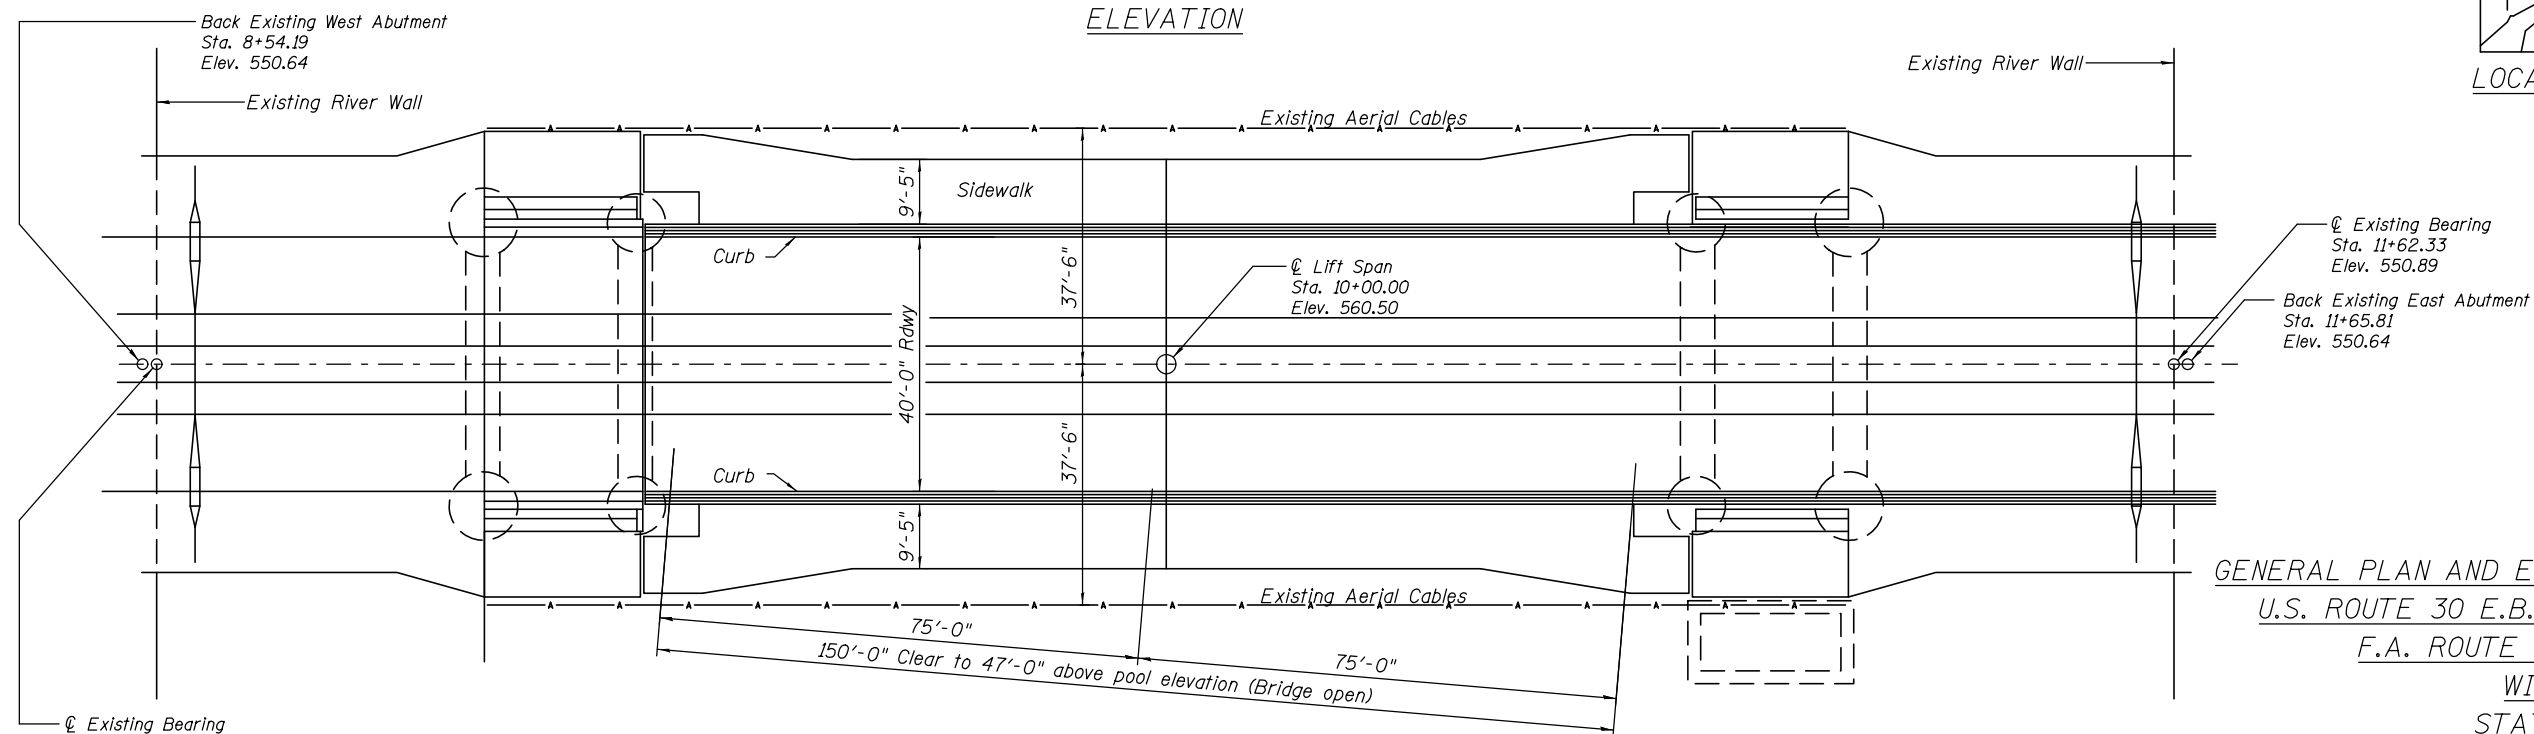 ELEVATION
Back Existing West Abutment
Sta. 8+54.19
Elev. 550.64
Existing River Wall
Existing River Wall
Existing Aerial Cables
9'-5"
Sidewalk
Curb
37'-6"
℄ Lift Span
Sta. 10+00.00
Elev. 560.50
℄ Existing Bearing
Sta. 11+62.33
Elev. 550.89
Back Existing East Abutment
Sta. 11+65.81
Elev. 550.64
40'-0" Rdwy
37'-6"
Curb
9'-5"
Existing Aerial Cables
75'-0"
75'-0"
150'-0" Clear to 47'-0" above pool elevation (Bridge open)
℄ Existing Bearing
GENERAL PLAN AND E
U.S. ROUTE 30 E.B.
F.A. ROUTE